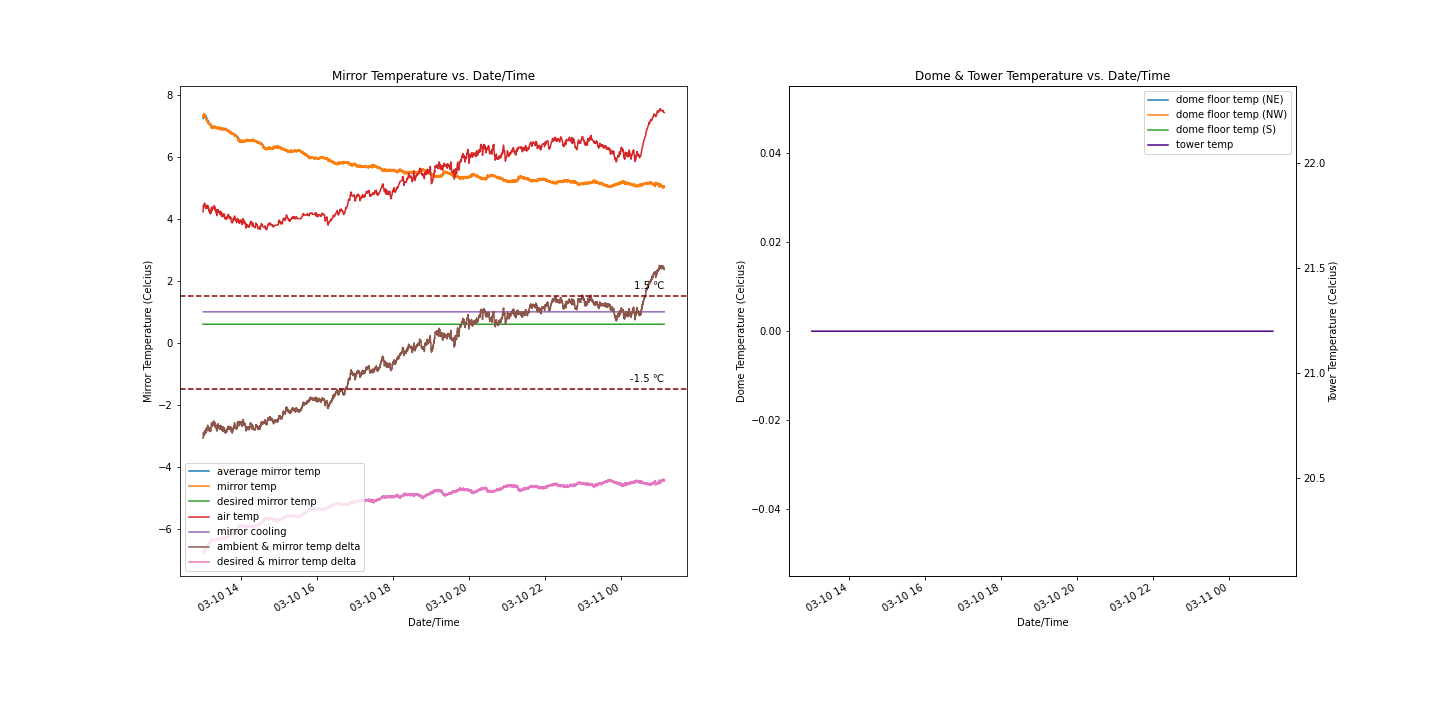 Mirror Temperature vs. Date/Time
8
6
4
2
0
−2
−4
−6
Mirror Temperature (Celcius)
1.5 ℃
-1.5 ℃
average mirror temp
mirror temp
desired mirror temp
air temp
mirror cooling
ambient & mirror temp delta
desired & mirror temp delta
03-10 14
03-10 16
03-10 18
03-10 20
03-10 22
03-11 00
Date/Time
Dome & Tower Temperature vs. Date/Time
0.04
0.02
0.00
−0.02
−0.04
Dome Temperature (Celcius)
dome floor temp (NE)
dome floor temp (NW)
dome floor temp (S)
tower temp
22.0
21.5
21.0
20.5
Tower Temperature (Celcius)
03-10 14
03-10 16
03-10 18
03-10 20
03-10 22
03-11 00
Date/Time